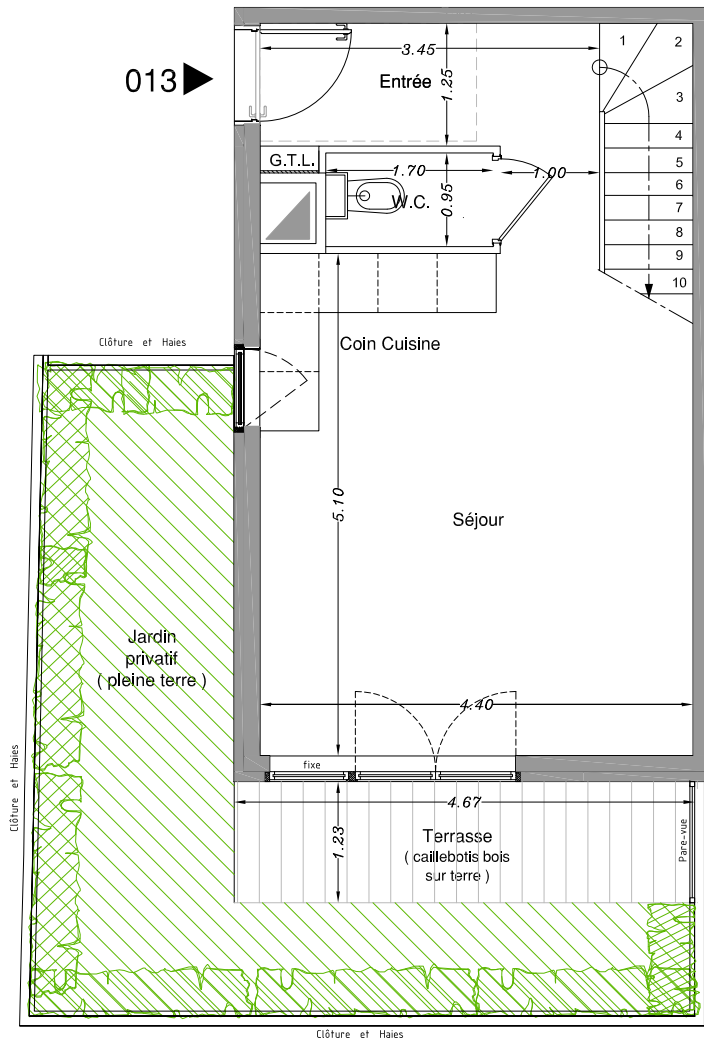 013
3.45
Entrée
1.25
1
2
3
4
5
6
7
8
9
10
G.T.L.
1.70
W.C.
0.95
1.00
Clôture et Haies
Coin Cuisine
5.10
Séjour
Jardin
privatif
( pleine terre )
4.40
fixe
Clôture et Haies
4.67
1.23
Terrasse
( caillebotis bois
sur terre )
Pare-vue
Clôture et Haies